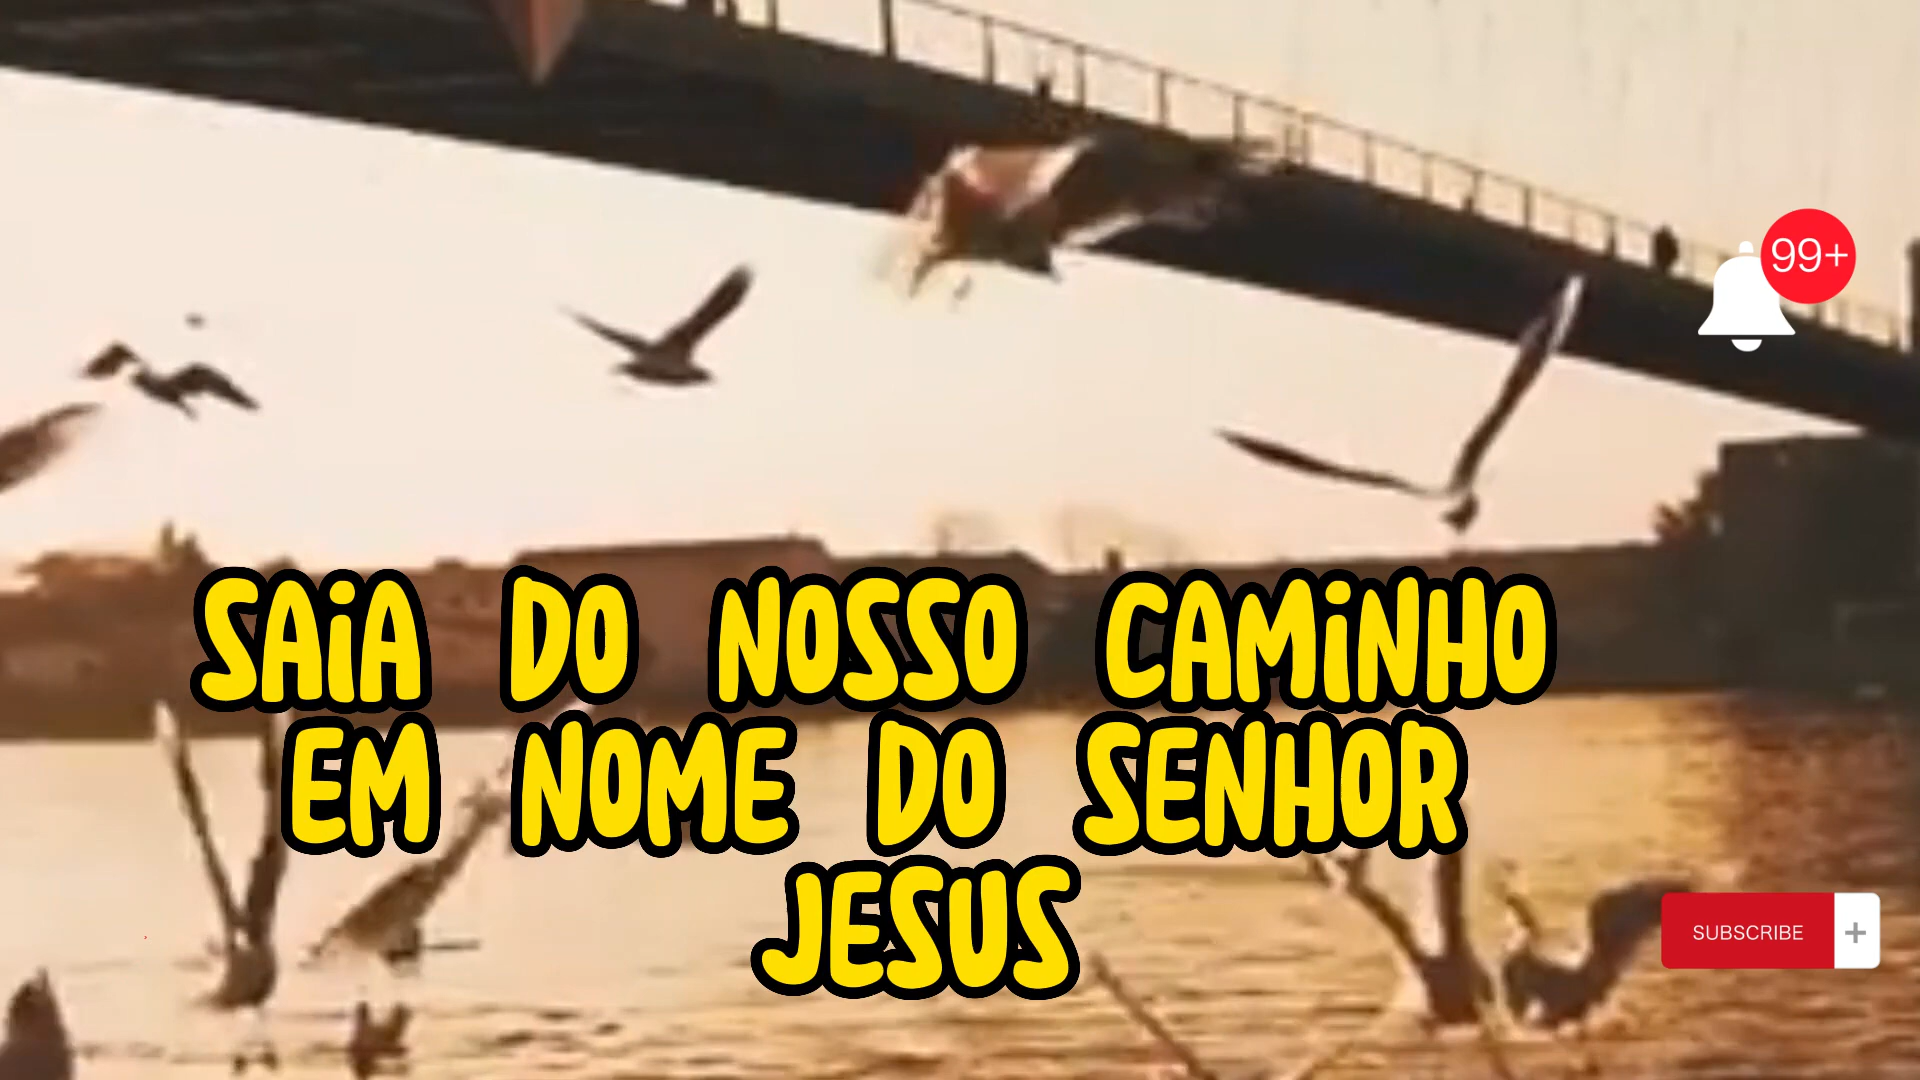 99+
SAIA DO NOSSO CAMINHO
EM NOME DO SENHOR
JESUS
SUBSCRIBE +